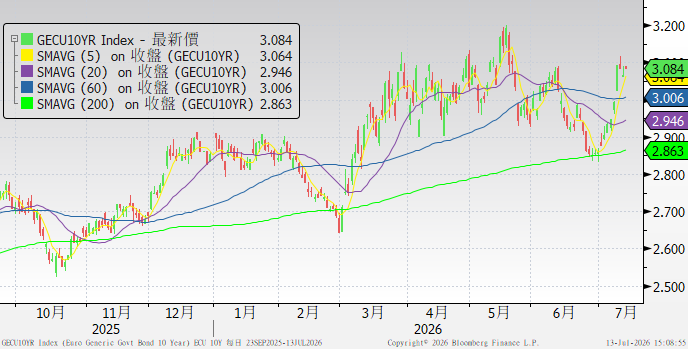 GECU10YR Index - 最新價 3.084
SMAVG (5) on 收盤 (GECU10YR) 3.064
SMAVG (20) on 收盤 (GECU10YR) 2.946
SMAVG (60) on 收盤 (GECU10YR) 3.006
SMAVG (200) on 收盤 (GECU10YR) 2.863
3.200
3.084
3.064
3.006
2.946
2.900
2.863
2.800
2.700
2.600
2.500
10月 11月 12月 1月 2月 3月 4月 5月 6月 7月
2025 2026
GECU10YR Index (Euro Generic Govt Bond 10 Year) ECU 10Y 每日 23SEP2025-13JUL2026 Copyright© 2026 Bloomberg Finance L.P. 13-Jul-2026 15:08:55